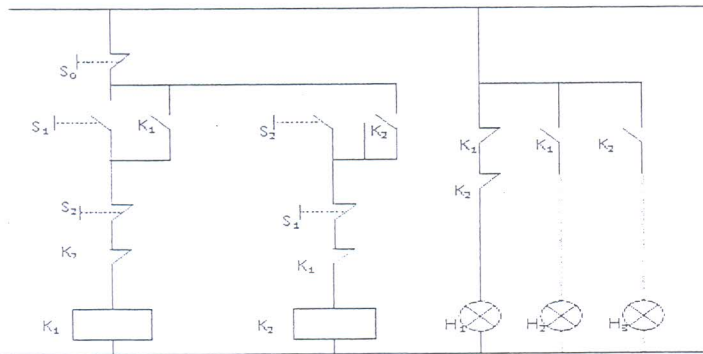 S0
S1 K1 S2 K2 K1 K1 K2
K2
S2 S1
K2 K1
K1 K2 H1 H2 H3